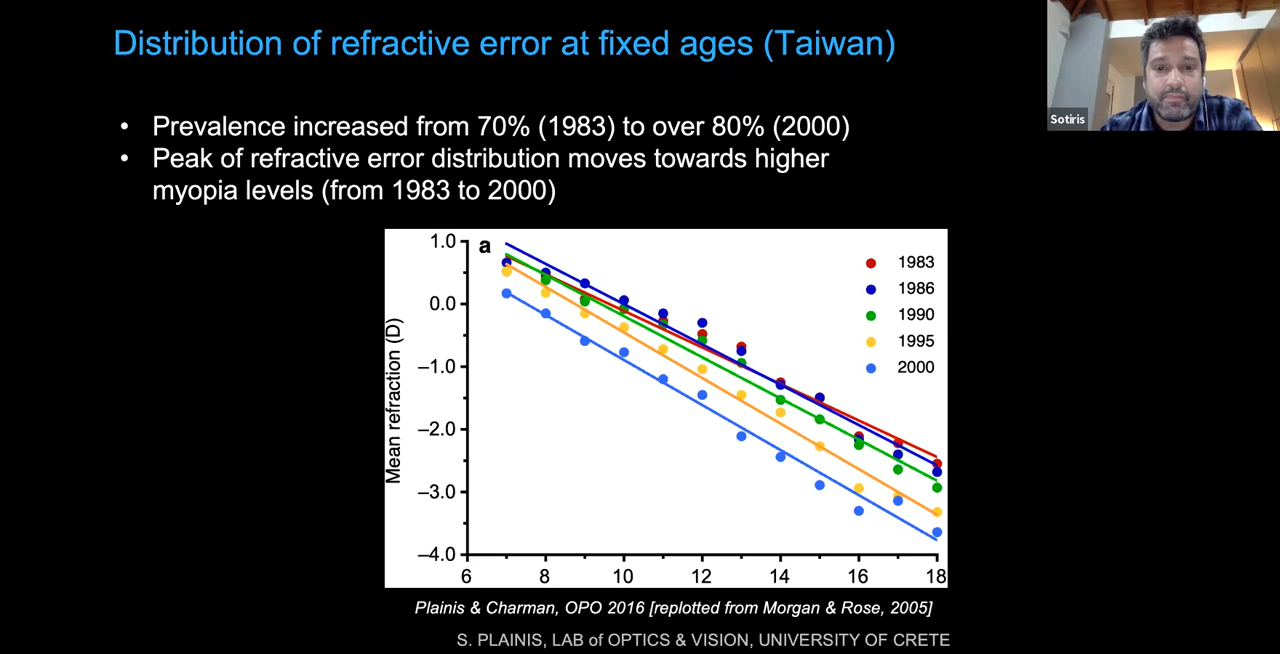 Distribution of refractive error at fixed ages (Taiwan)
Sotiris
• Prevalence increased from 70% (1983) to over 80% (2000)
• Peak of refractive error distribution moves towards higher
myopia levels (from 1983 to 2000)
a
Mean refraction (D)
1.0
0.0
–1.0
–2.0
–3.0
–4.0
6 8 10 12 14 16 18
1983
1986
1990
1995
2000
Plainis & Charman, OPO 2016 [replotted from Morgan & Rose, 2005]
S. PLAINIS, LAB of OPTICS & VISION, UNIVERSITY OF CRETE